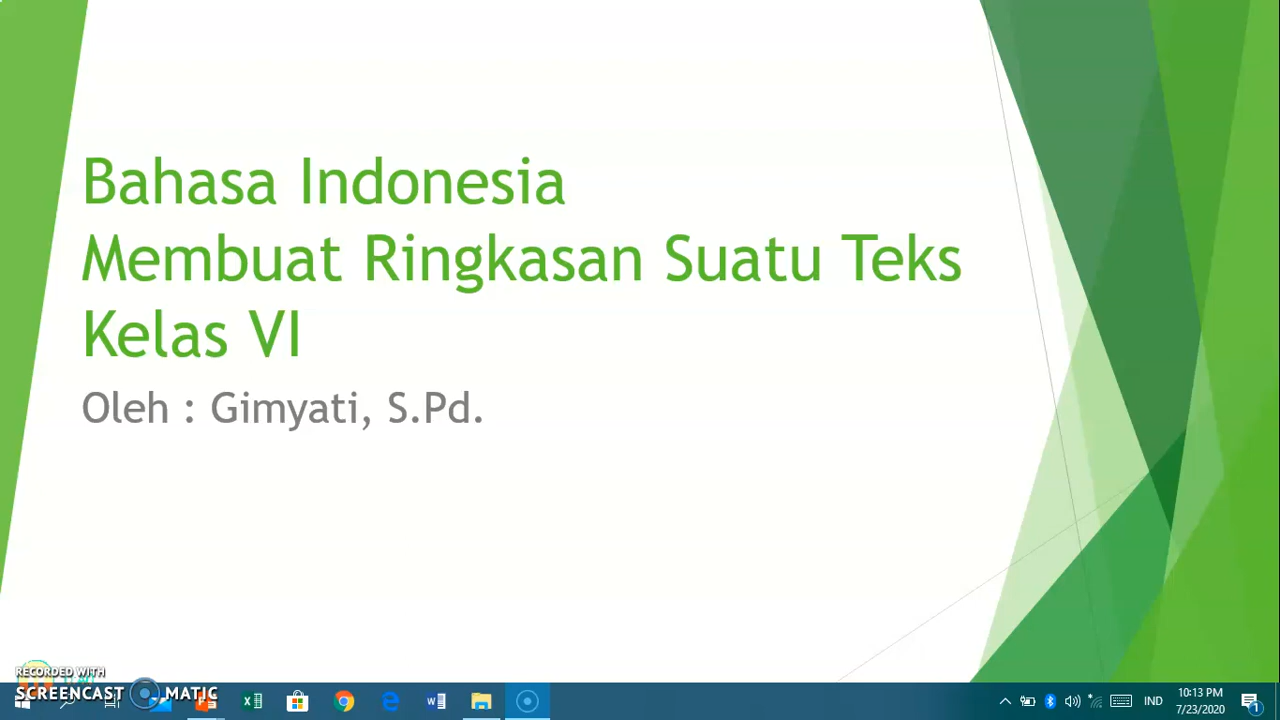 Bahasa Indonesia
Membuat Ringkasan Suatu Teks
Kelas VI
Oleh : Gimyati, S.Pd.
RECORDED WITH
SCREENCAST MATIC
IND
10:13 PM
7/23/2020
1